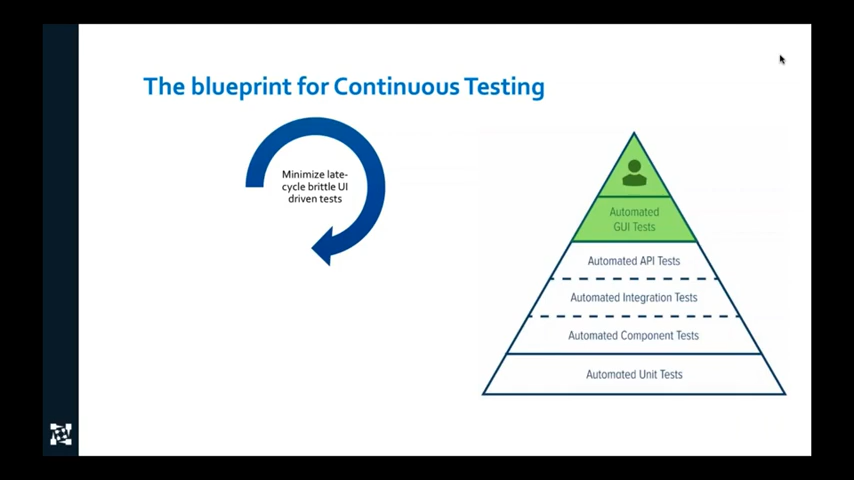 The blueprint for Continuous Testing
Minimize late-
cycle brittle UI
driven tests
Automated
GUI Tests
Automated API Tests
Automated Integration Tests
Automated Component Tests
Automated Unit Tests